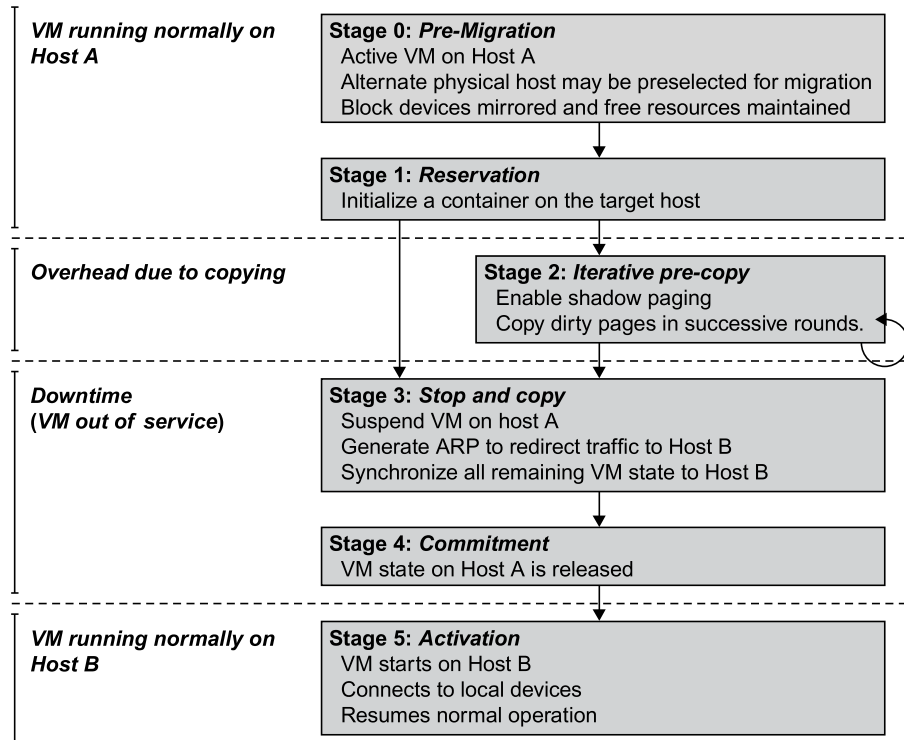 VM running normally on
Host A
Stage 0: Pre-Migration
Active VM on Host A
Alternate physical host may be preselected for migration
Block devices mirrored and free resources maintained
Stage 1: Reservation
Initialize a container on the target host
Overhead due to copying
Stage 2: Iterative pre-copy
Enable shadow paging
Copy dirty pages in successive rounds.
Downtime
(VM out of service)
Stage 3: Stop and copy
Suspend VM on host A
Generate ARP to redirect traffic to Host B
Synchronize all remaining VM state to Host B
Stage 4: Commitment
VM state on Host A is released
VM running normally on
Host B
Stage 5: Activation
VM starts on Host B
Connects to local devices
Resumes normal operation